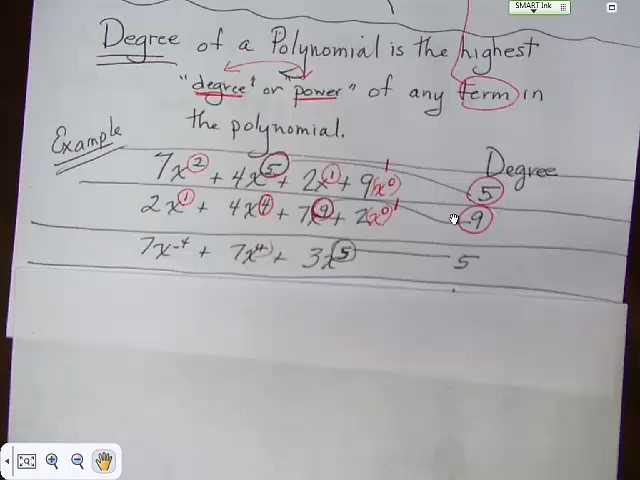 SMART Ink
Degree of a Polynomial is the highest
"degree" or power" of any term in
the polynomial.
Example
Degree
7x² + 4x⁵ + 2x¹ + 9x⁰ 5
2x¹ + 4x⁴ + 7x⁹ + 2x⁰ 9
7x⁻⁴ + 7x⁴ + 3x⁵ 5